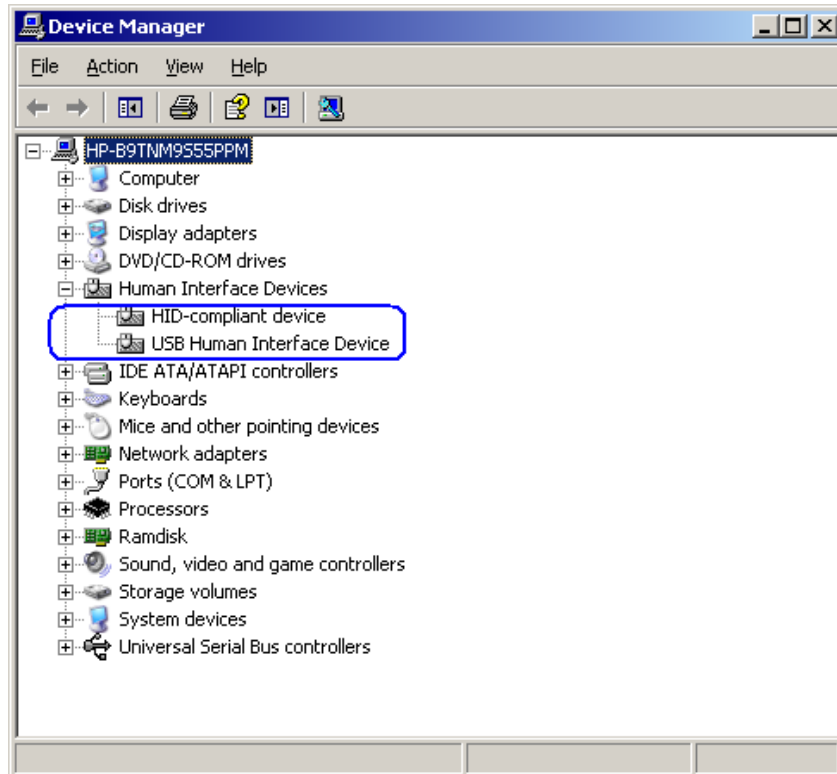 Device Manager
File Action View Help
HP-B9TNM9S55PPM
Computer
Disk drives
Display adapters
DVD/CD-ROM drives
Human Interface Devices
HID-compliant device
USB Human Interface Device
IDE ATA/ATAPI controllers
Keyboards
Mice and other pointing devices
Network adapters
Ports (COM & LPT)
Processors
Ramdisk
Sound, video and game controllers
Storage volumes
System devices
Universal Serial Bus controllers